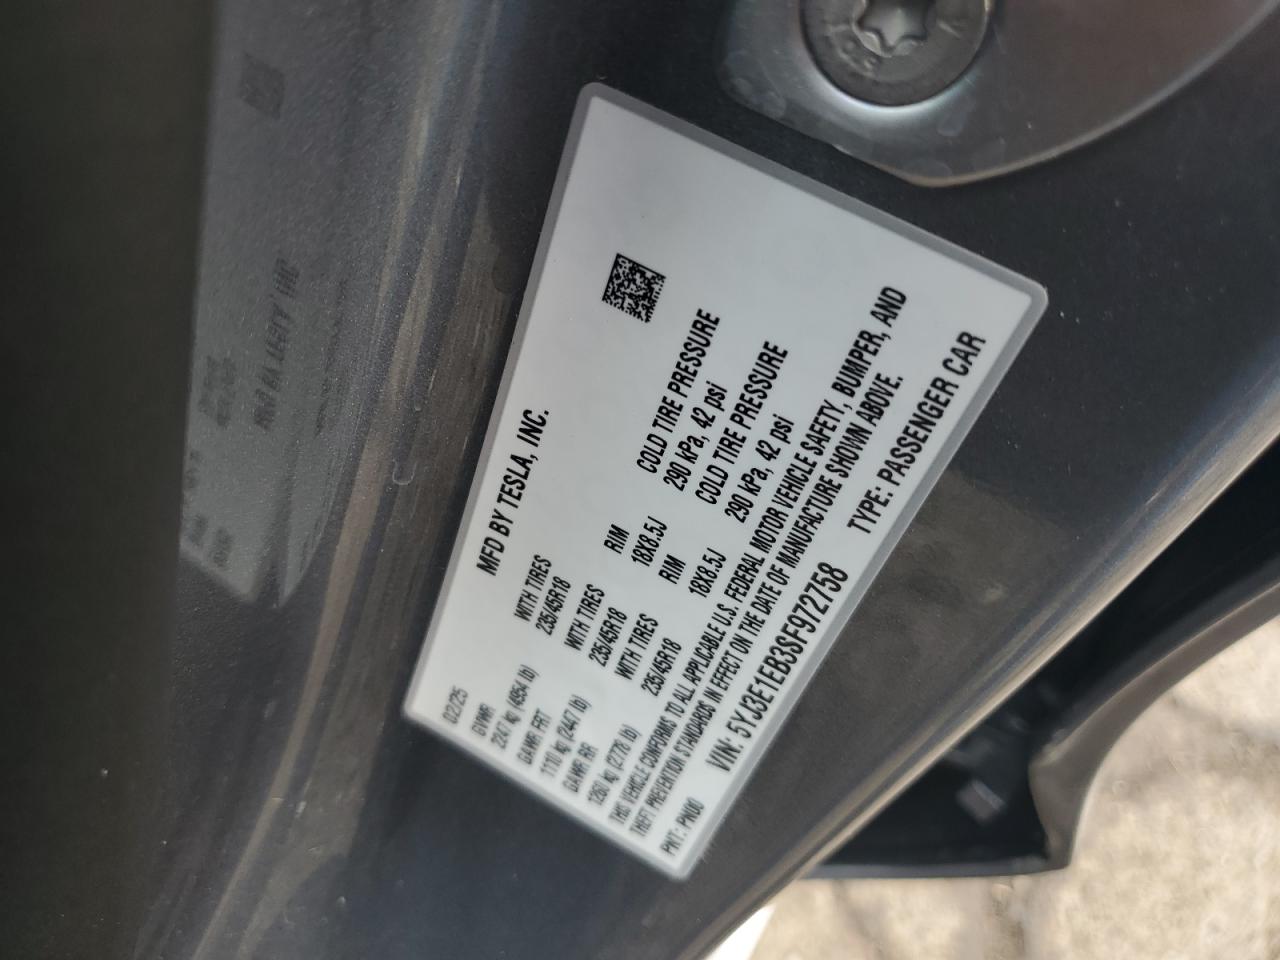 MFD BY TESLA, INC.
02/25
GVWR WITH TIRES
2247 kg (4954 lb) 235/45R18
GAWR FRT WITH TIRES RIM COLD TIRE PRESSURE
1110 kg (2447 lb) 235/45R18 18X8.5J 290 kPa, 42 psi
GAWR RR WITH TIRES RIM COLD TIRE PRESSURE
1260 kg (2778 lb) 235/45R18 18X8.5J 290 kPa, 42 psi
THIS VEHICLE CONFORMS TO ALL APPLICABLE U.S. FEDERAL MOTOR VEHICLE SAFETY, BUMPER, AND
THEFT PREVENTION STANDARDS IN EFFECT ON THE DATE OF MANUFACTURE SHOWN ABOVE.
PNT: PN00 VIN: 5YJ3E1EB3SF972758 TYPE: PASSENGER CAR